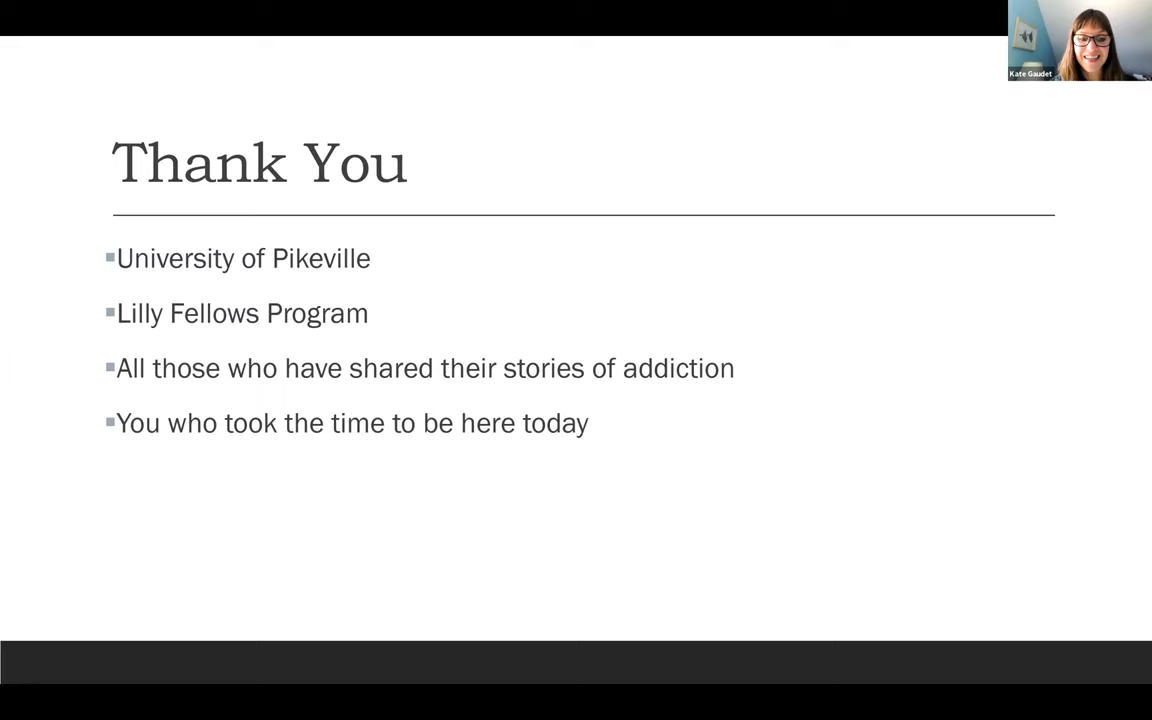 Kate Gaudet
Thank You
▪University of Pikeville
▪Lilly Fellows Program
▪All those who have shared their stories of addiction
▪You who took the time to be here today